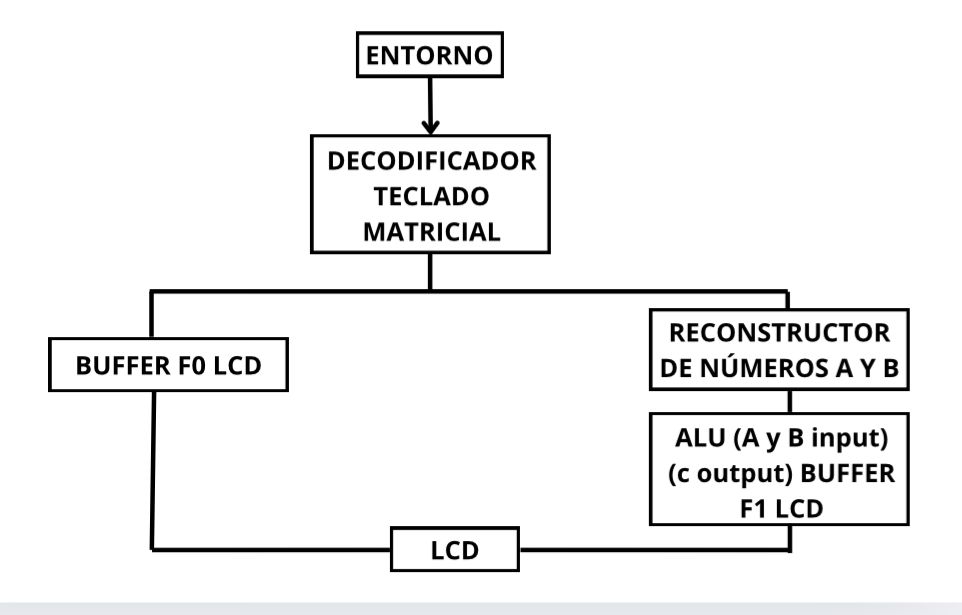 ENTORNO
DECODIFICADOR
TECLADO
MATRICIAL
BUFFER F0 LCD
RECONSTRUCTOR
DE NÚMEROS A Y B
ALU (A y B input)
(c output) BUFFER
F1 LCD
LCD